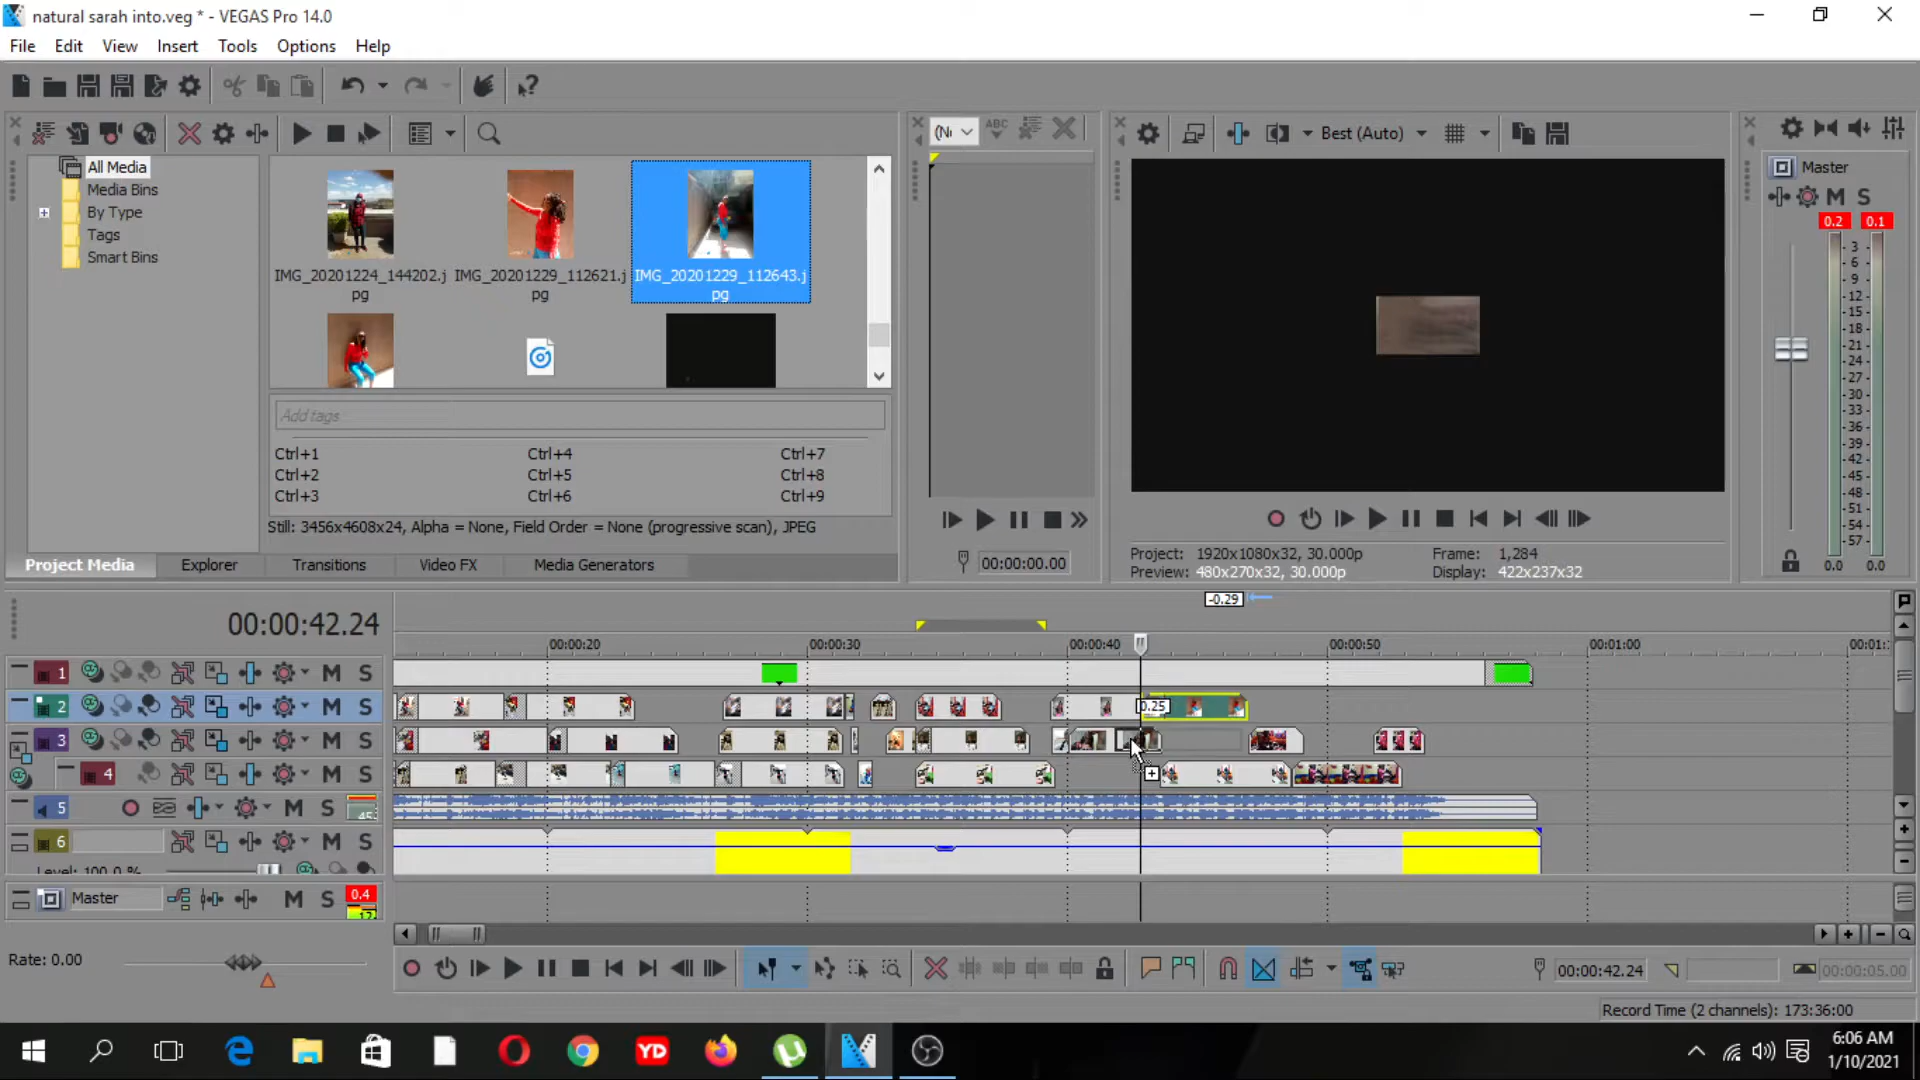 natural sarah into.veg * - VEGAS Pro 14.0
File Edit View Insert Tools Options Help
All Media
Media Bins
By Type
Tags
Smart Bins
IMG_20201224_144202.j
pg
IMG_20201229_112621.j
pg
IMG_20201229_112643.j
pg
Add tags
Ctrl+1 Ctrl+4 Ctrl+7
Ctrl+2 Ctrl+5 Ctrl+8
Ctrl+3 Ctrl+6 Ctrl+9
Still: 3456x4608x24, Alpha = None, Field Order = None (progressive scan), JPEG
Project Media Explorer Transitions Video FX Media Generators
ABC
00:00:00.00
Best (Auto)
Project: 1920x1080x32, 30.000p Frame: 1,284
Preview: 480x270x32, 30.000p Display: 422x237x32
Master
M S
0.2 0.1
- 3 -
- 6 -
- 9 -
-12-
-15-
-18-
-21-
-24-
-27-
-30-
-33-
-36-
-39-
-42-
-45-
-48-
-51-
-54-
-57-
0.0 0.0
-0.29
00:00:42.24
00:00:20 00:00:30 00:00:40 00:00:50 00:01:00
1 M S
2 M S
0.25
3 M S
4 M S
5 M S
6 M S
Level: 100.0 %
Master M S 0.4
Rate: 0.00
00:00:42.24 00:00:05.00
Record Time (2 channels): 173:36:00
YD
6:06 AM
1/10/2021